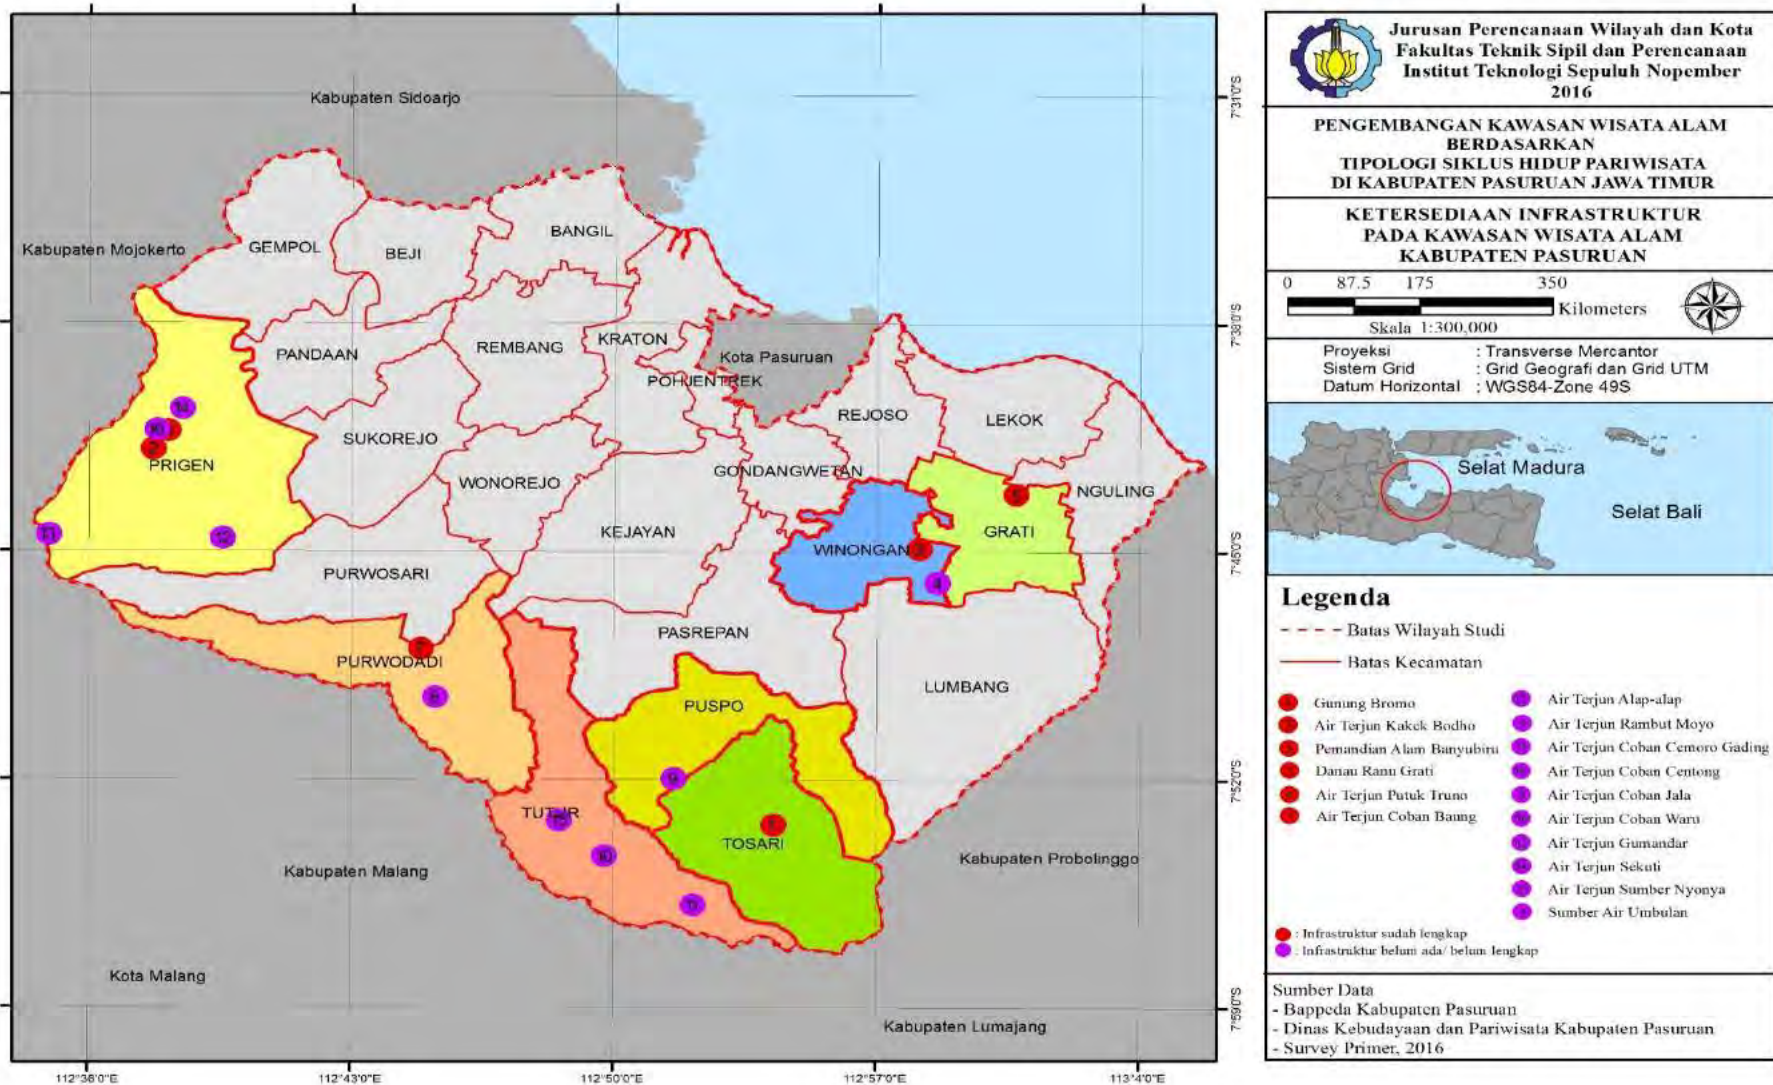 Jurusan Perencanaan Wilayah dan Kota
Fakultas Teknik Sipil dan Perencanaan
Institut Teknologi Sepuluh Nopember
2016
PENGEMBANGAN KAWASAN WISATA ALAM
BERDASARKAN
TIPOLOGI SIKLUS HIDUP PARIWISATA
DI KABUPATEN PASURUAN JAWA TIMUR
KETERSEDIAAN INFRASTRUKTUR
PADA KAWASAN WISATA ALAM
KABUPATEN PASURUAN
0 87.5 175 350
Kilometers
Skala 1:300,000
Proyeksi : Transverse Mercantor
Sistem Grid : Grid Geografi dan Grid UTM
Datum Horizontal : WGS84-Zone 49S
Selat Madura
Selat Bali
Legenda
Batas Wilayah Studi
Batas Kecamatan
Gunung Bromo
Air Terjun Kakek Bodho
Pemandian Alam Banyubiru
Danau Ranu Grati
Air Terjun Putuk Truno
Air Terjun Coban Baung
Air Terjun Alap-alap
Air Terjun Rambut Moyo
Air Terjun Coban Cemoro Gading
Air Terjun Coban Centong
Air Terjun Coban Jala
Air Terjun Coban Waru
Air Terjun Gumandar
Air Terjun Sekuti
Air Terjun Sumber Nyonya
Sumber Air Umbulan
: Infrastruktur sudah lengkap
: Infrastruktur belum ada/ belum lengkap
Sumber Data
- Bappeda Kabupaten Pasuruan
- Dinas Kebudayaan dan Pariwisata Kabupaten Pasuruan
- Survey Primer, 2016
Kabupaten Sidoarjo
Kabupaten Mojokerto
GEMPOL
BEJI
BANGIL
PANDAAN
REMBANG
KRATON
Kota Pasuruan
POHJENTREK
REJOSO
LEKOK
SUKOREJO
PRIGEN
WONOREJO
GONDANGWETAN
NGULING
KEJAYAN
WINONGAN
GRATI
PURWOSARI
PASREPAN
PURWODADI
LUMBANG
PUSPO
TUTUR
TOSARI
Kabupaten Malang
Kabupaten Probolinggo
Kota Malang
Kabupaten Lumajang
14
12
13
5
4
9
7°31'0"S
7°38'0"S
7°45'0"S
7°52'0"S
7°59'0"S
112°36'0"E
112°43'0"E
112°50'0"E
112°57'0"E
113°4'0"E